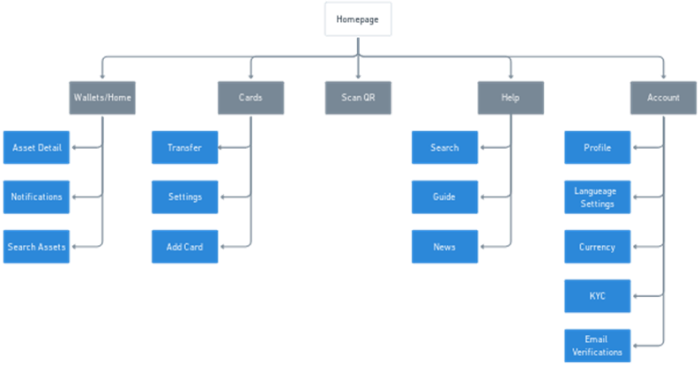 Homepage
Wallets/Home
Cards
Scan QR
Help
Account
Asset Detail
Transfer
Search
Profile
Notifications
Settings
Guide
Langueage
Settings
Search Assets
Add Card
News
Currency
KYC
Email
Verifications